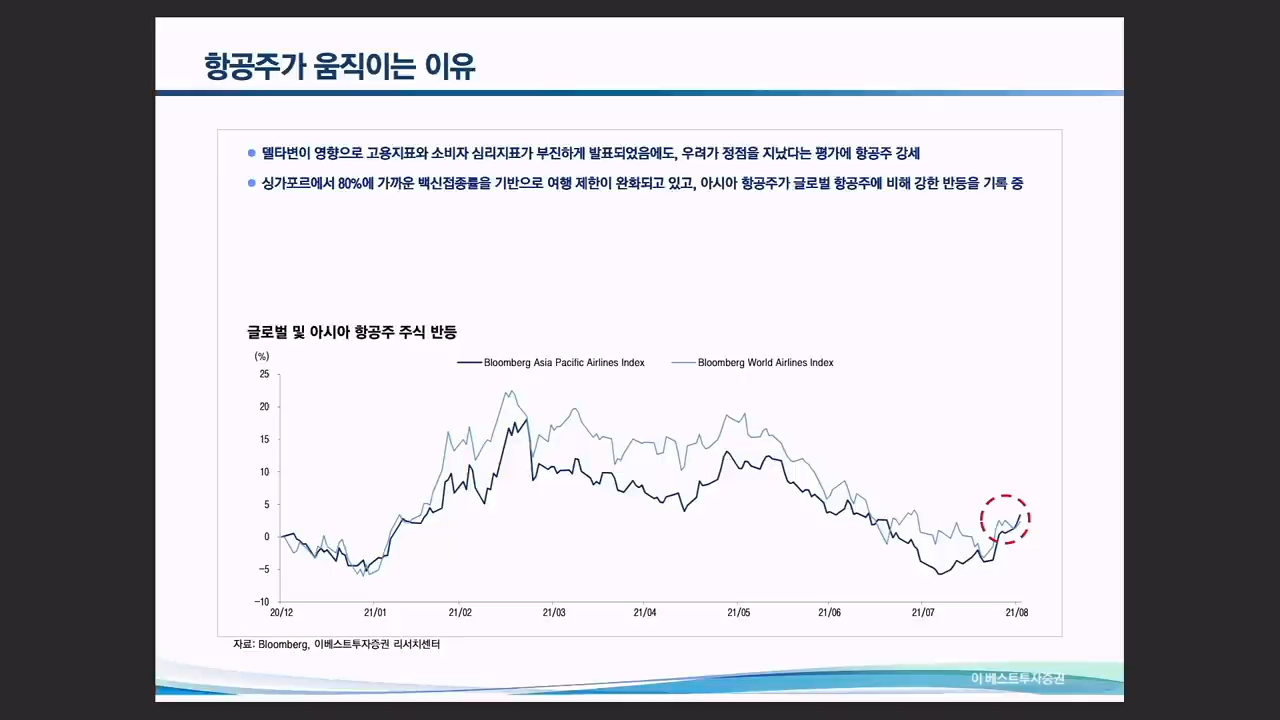 항공주가 움직이는 이유
델타변이 영향으로 고용지표와 소비자 심리지표가 부진하게 발표되었음에도, 우려가 정점을 지났다는 평가에 항공주 강세
싱가포르에서 80%에 가까운 백신접종률을 기반으로 여행 제한이 완화되고 있고, 아시아 항공주가 글로벌 항공주에 비해 강한 반등을 기록 중
글로벌 및 아시아 항공주 주식 반등
(%)
Bloomberg Asia Pacific Airlines Index
Bloomberg World Airlines Index
25
20
15
10
5
0
-5
-10
20/12 21/01 21/02 21/03 21/04 21/05 21/06 21/07 21/08
자료: Bloomberg, 이베스트투자증권 리서치센터
이베스트투자증권